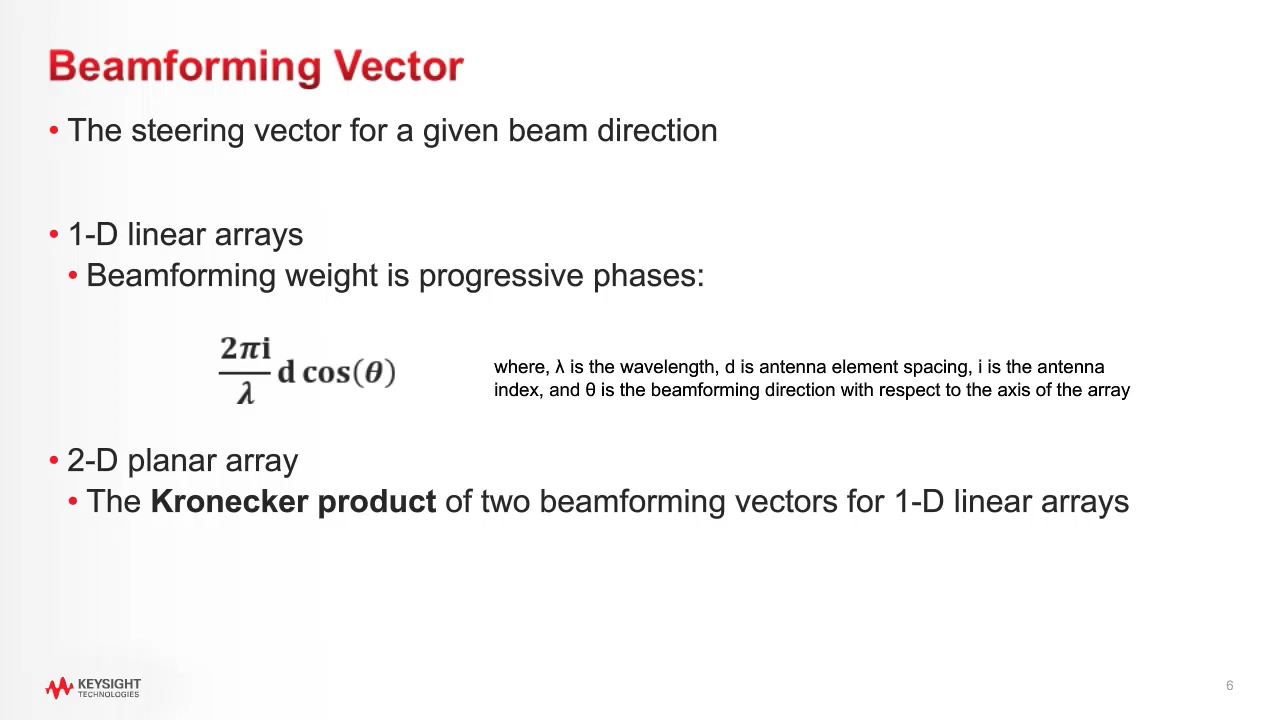 Beamforming Vector
• The steering vector for a given beam direction
• 1-D linear arrays
• Beamforming weight is progressive phases:
2πi/λ d cos(θ)
where, λ is the wavelength, d is antenna element spacing, i is the antenna
index, and θ is the beamforming direction with respect to the axis of the array
• 2-D planar array
• The Kronecker product of two beamforming vectors for 1-D linear arrays
KEYSIGHT
TECHNOLOGIES
6